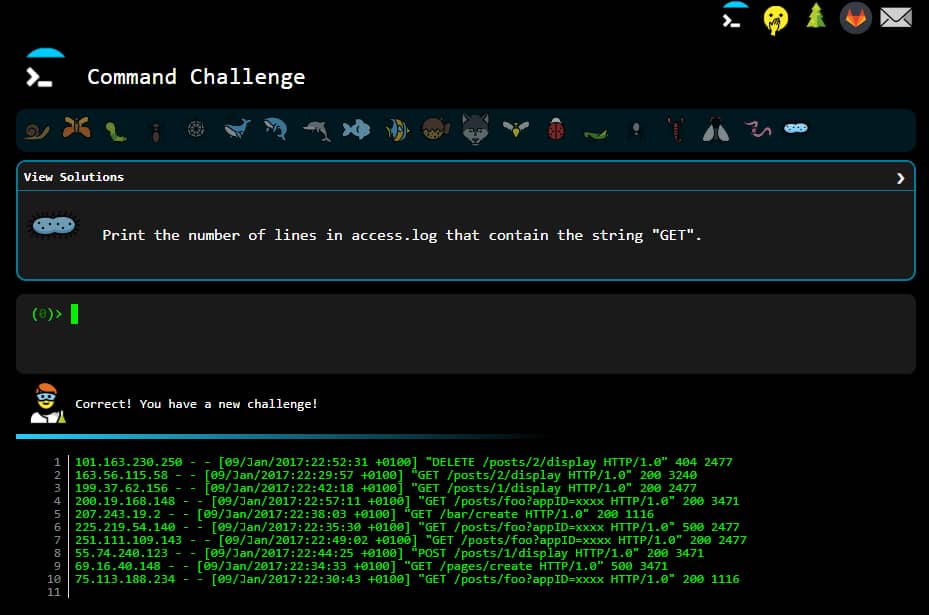 Command Challenge
View Solutions
Print the number of lines in access.log that contain the string "GET".
(0)>
Correct! You have a new challenge!
1 101.163.230.250 - - [09/Jan/2017:22:52:31 +0100] "DELETE /posts/2/display HTTP/1.0" 404 2477
2 163.56.115.58 - - [09/Jan/2017:22:29:57 +0100] "GET /posts/2/display HTTP/1.0" 200 3240
3 199.37.62.156 - - [09/Jan/2017:22:42:18 +0100] "GET /posts/1/display HTTP/1.0" 200 2477
4 200.19.168.148 - - [09/Jan/2017:22:57:11 +0100] "GET /posts/foo?appID=xxxx HTTP/1.0" 200 3471
5 207.243.19.2 - - [09/Jan/2017:22:38:03 +0100] "GET /bar/create HTTP/1.0" 200 1116
6 225.219.54.140 - - [09/Jan/2017:22:35:30 +0100] "GET /posts/foo?appID=xxxx HTTP/1.0" 500 2477
7 251.111.109.143 - - [09/Jan/2017:22:49:02 +0100] "GET /posts/foo?appID=xxxx HTTP/1.0" 200 2477
8 55.74.240.123 - - [09/Jan/2017:22:44:25 +0100] "POST /posts/1/display HTTP/1.0" 200 3471
9 69.16.40.148 - - [09/Jan/2017:22:34:33 +0100] "GET /pages/create HTTP/1.0" 500 3471
10 75.113.188.234 - - [09/Jan/2017:22:30:43 +0100] "GET /posts/foo?appID=xxxx HTTP/1.0" 200 1116
11